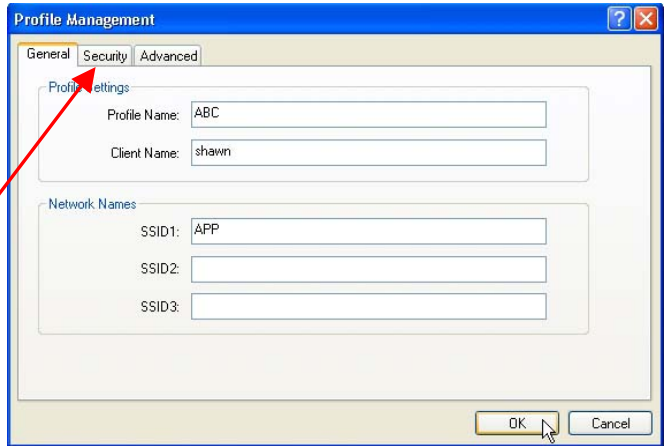 Profile Management
General Security Advanced
Profile Settings
Profile Name: ABC
Client Name: shawn
Network Names
SSID1: APP
SSID2:
SSID3:
OK Cancel